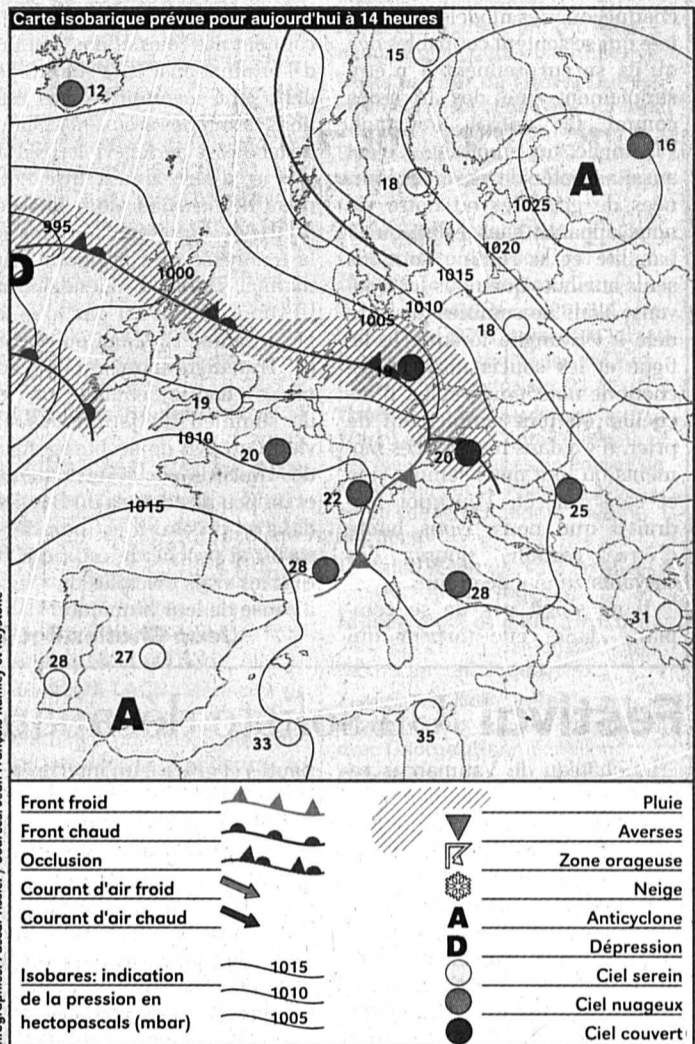 Carte isobarique prévue pour aujourd'hui à 14 heures
15
12
16
A
18
1025
995
1020
D
1000
1015
1010
1005
18
19
1010
20
20
22
25
1015
28
28
31
28
27
A
35
33
Front froid
Front chaud
Occlusion
Courant d'air froid
Courant d'air chaud
Isobares: indication
de la pression en
hectopascals (mbar)
1015
1010
1005
Pluie
Averses
Zone orageuse
Neige
A Anticyclone
D Dépression
Ciel serein
Ciel nuageux
Ciel couvert